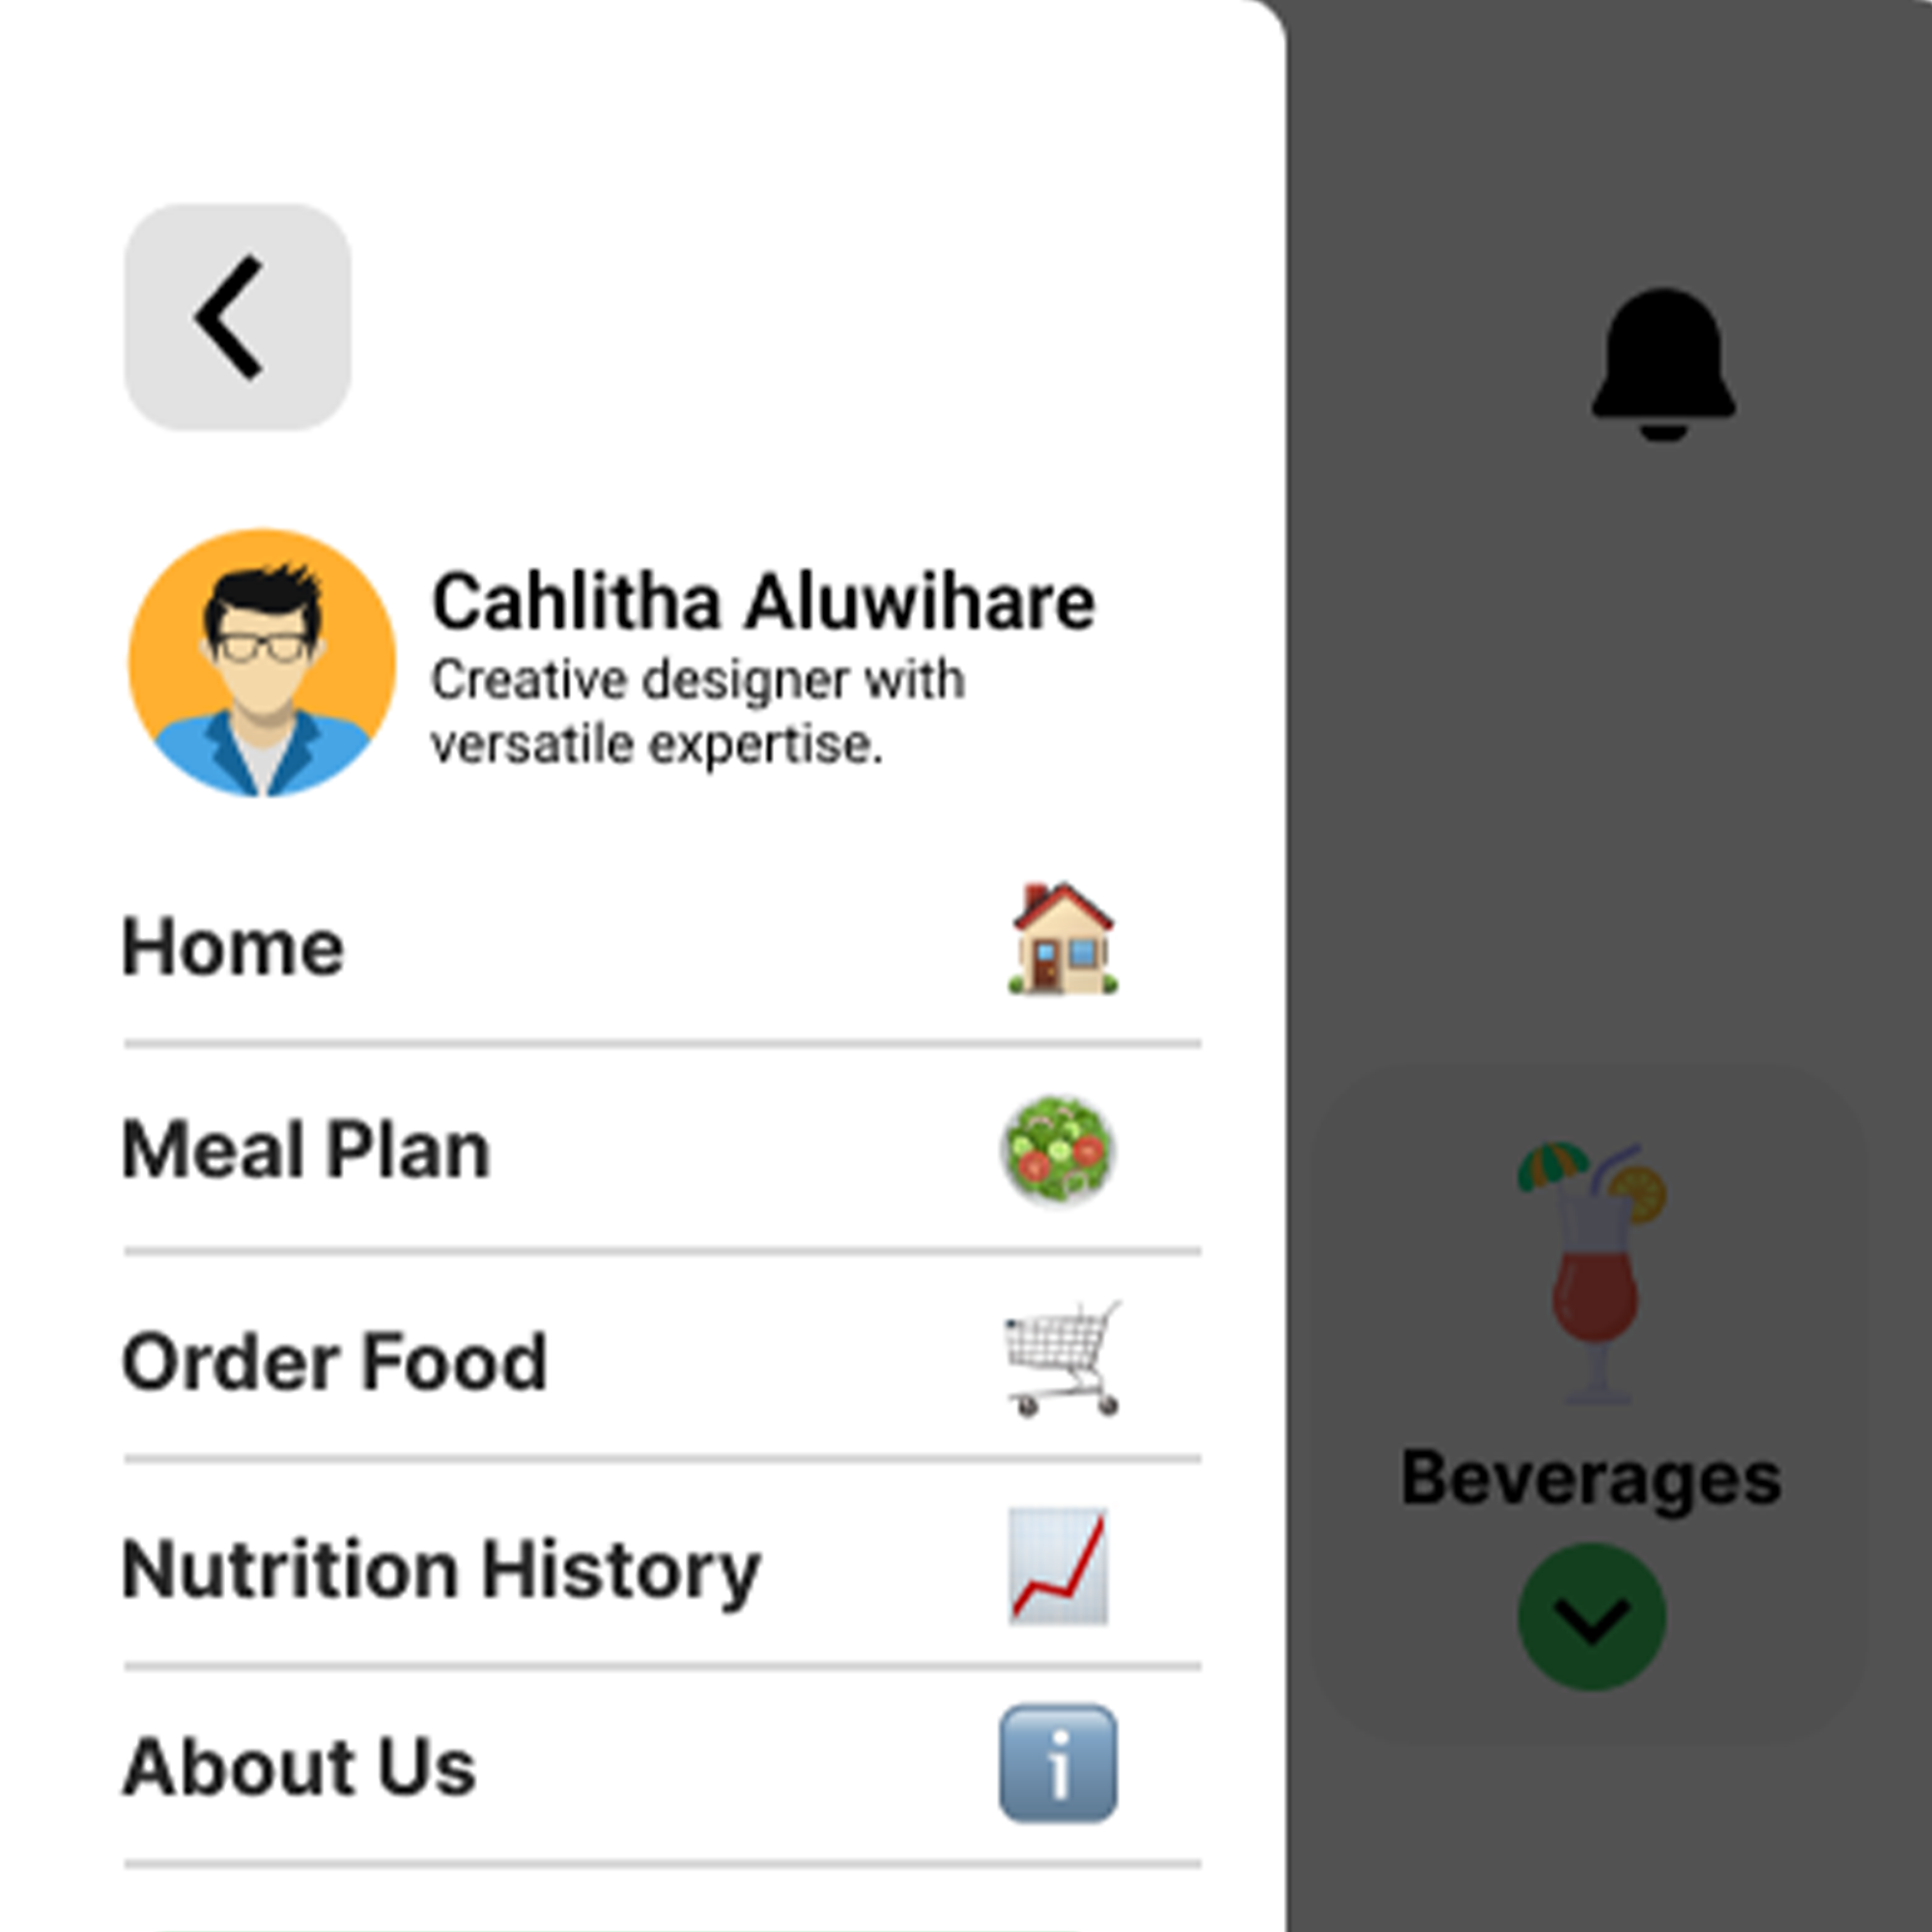 Cahlitha Aluwihare
Creative designer with
versatile expertise.
Home
Meal Plan
Order Food
Nutrition History
About Us
Beverages